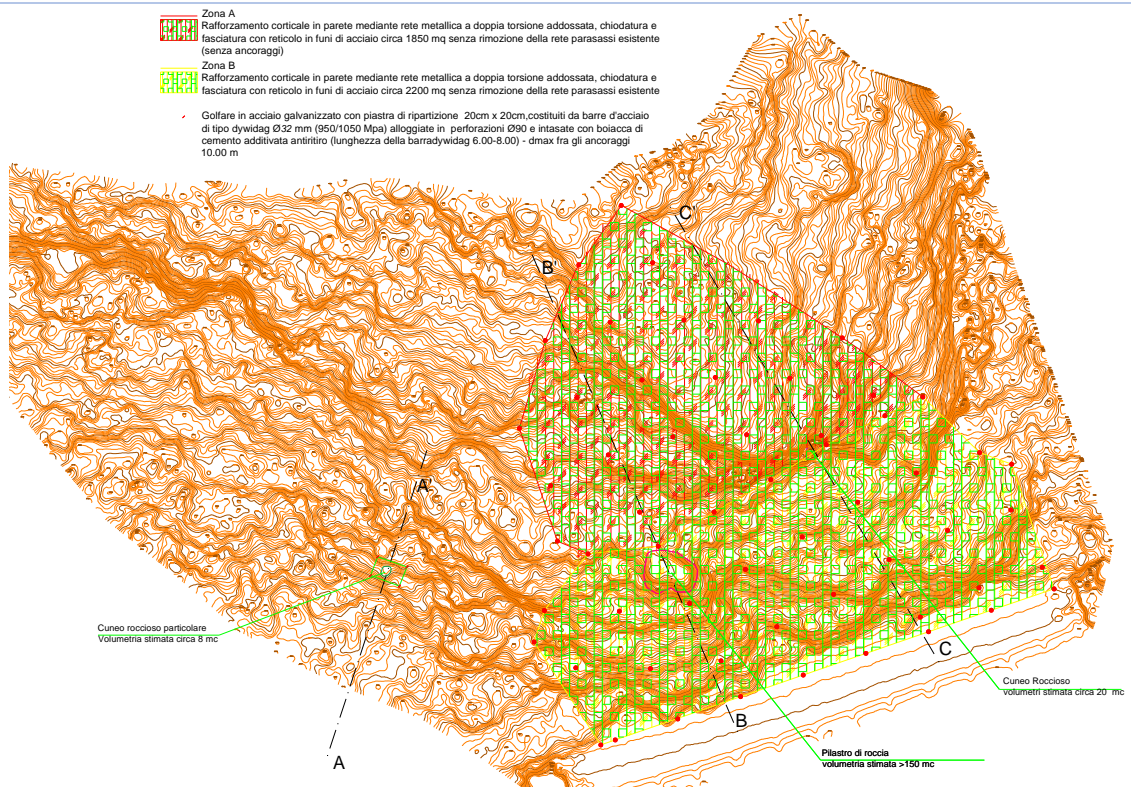 Zona A
Rafforzamento corticale in parete mediante rete metallica a doppia torsione addossata, chiodatura e
fasciatura con reticolo in funi di acciaio circa 1850 mq senza rimozione della rete parasassi esistente
(senza ancoraggi)
Zona B
Rafforzamento corticale in parete mediante rete metallica a doppia torsione addossata, chiodatura e
fasciatura con reticolo in funi di acciaio circa 2200 mq senza rimozione della rete parasassi esistente
Golfare in acciaio galvanizzato con piastra di ripartizione 20cm x 20cm,costituiti da barre d'acciaio
di tipo dywidag Ø32 mm (950/1050 Mpa) alloggiate in perforazioni Ø90 e intasate con boiacca di
cemento additivata antiritiro (lunghezza della barradywidag 6.00-8.00) - dmax fra gli ancoraggi
10.00 m
C'
B'
A'
Cuneo roccioso particolare
Volumetria stimata circa 8 mc
C
Cuneo Roccioso
volumetri stimata circa 20 mc
B
Pilastro di roccia
volumetria stimata >150 mc
A